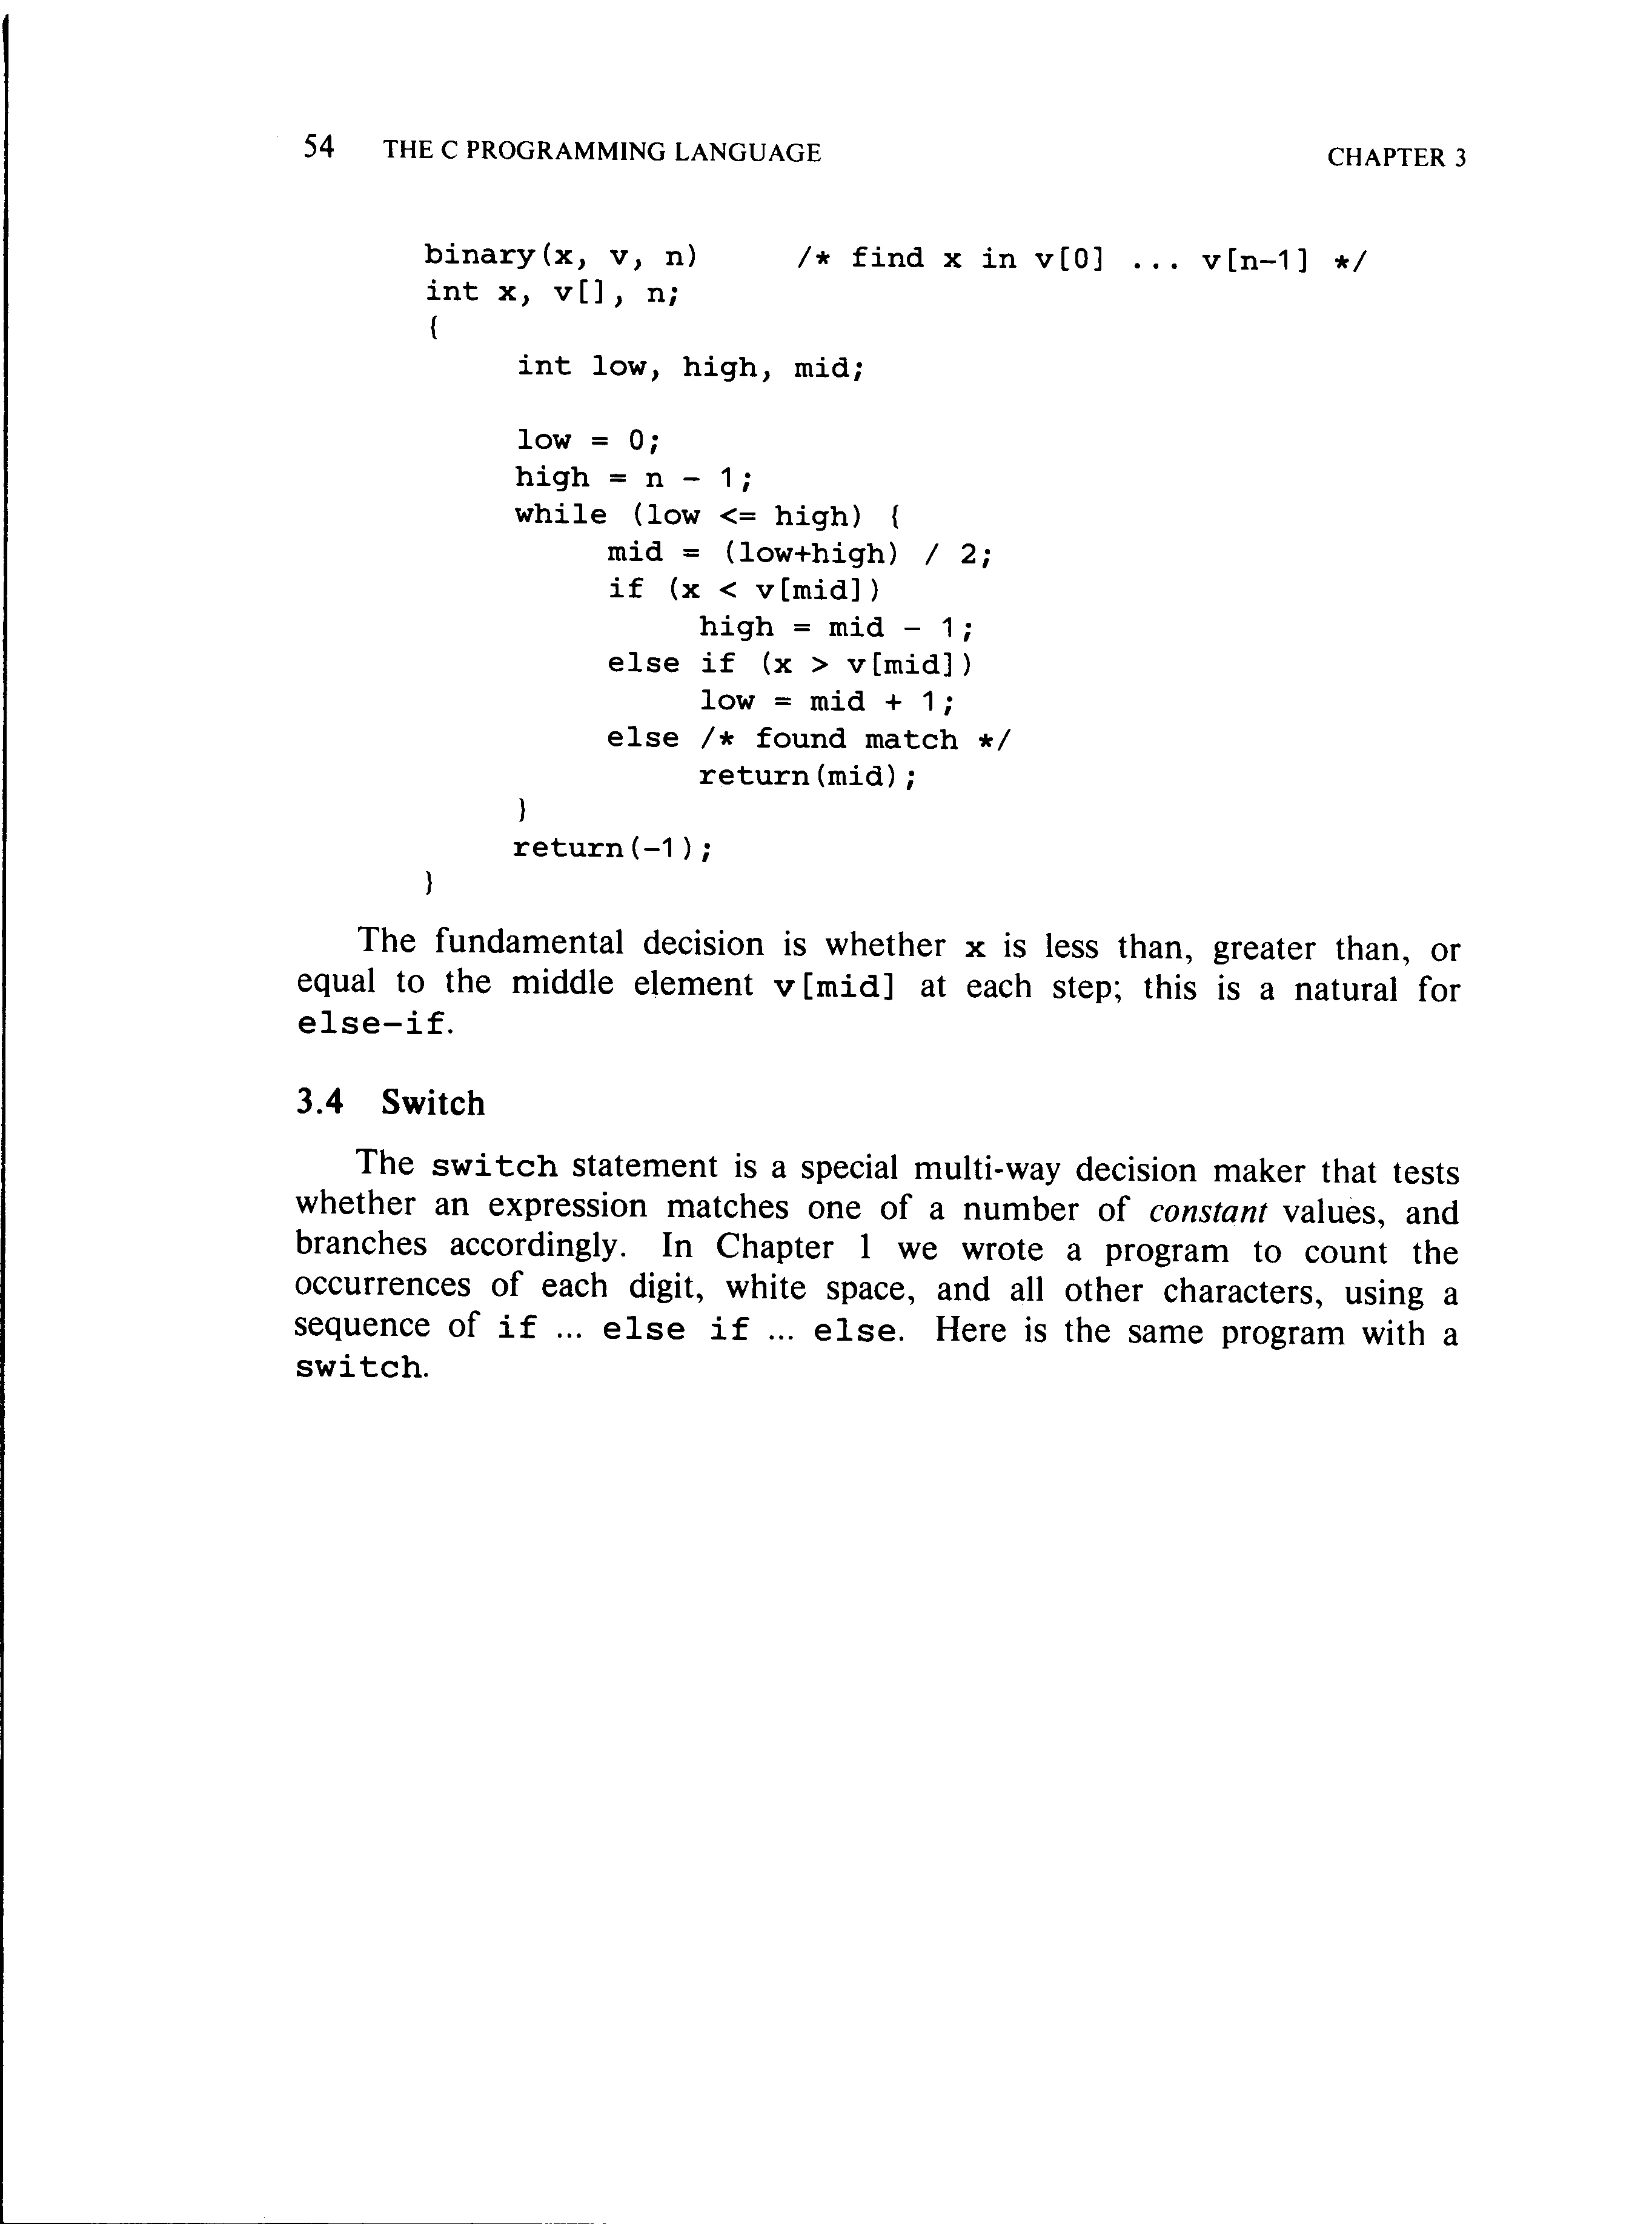 54 THE C PROGRAMMING LANGUAGE CHAPTER 3
binary(x, v, n) /* find x in v[0] ... v[n-1] */
int x, v[], n;
{
int low, high, mid;
low = 0;
high = n - 1;
while (low <= high) {
mid = (low+high) / 2;
if (x < v[mid])
high = mid - 1;
else if (x > v[mid])
low = mid + 1;
else /* found match */
return(mid);
}
return(-1);
}
The fundamental decision is whether x is less than, greater than, or
equal to the middle element v[mid] at each step; this is a natural for
else-if.
3.4 Switch
The switch statement is a special multi-way decision maker that tests
whether an expression matches one of a number of constant values, and
branches accordingly. In Chapter 1 we wrote a program to count the
occurrences of each digit, white space, and all other characters, using a
sequence of if ... else if ... else. Here is the same program with a
switch.